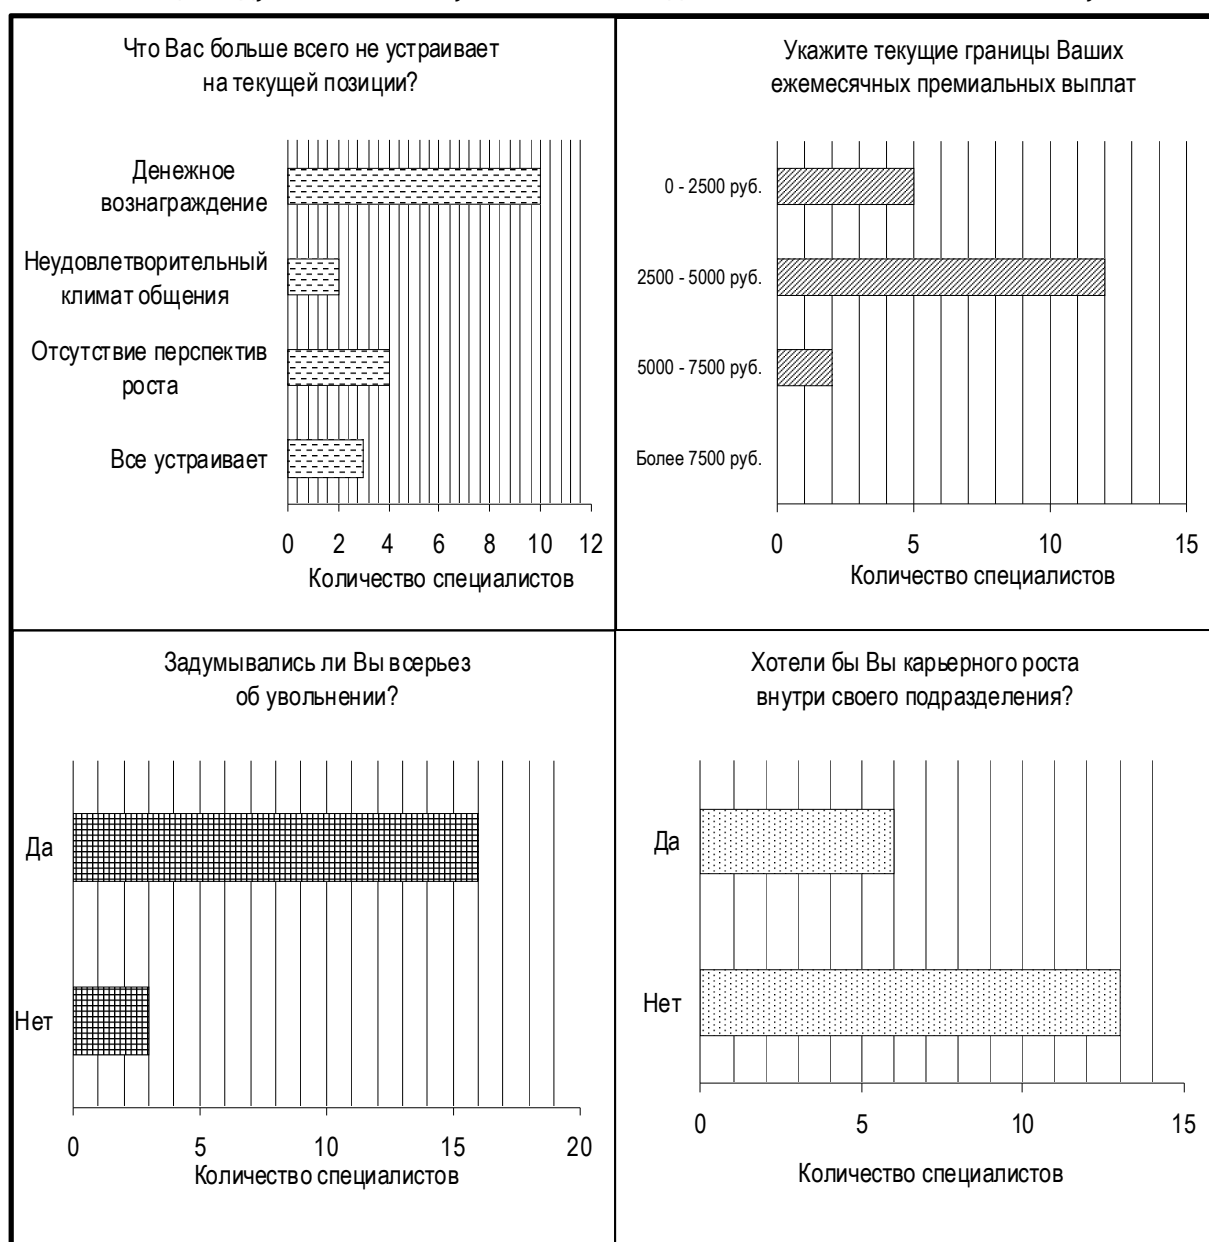 Что Вас больше всего не устраивает
на текущей позиции?
Денежное
вознаграждение
Неудовлетворительный
климат общения
Отсутствие перспектив
роста
Все устраивает
0 2 4 6 8 10 12
Количество специалистов
Укажите текущие границы Ваших
ежемесячных премиальных выплат
0 - 2500 руб.
2500 - 5000 руб.
5000 - 7500 руб.
Более 7500 руб.
0 5 10 15
Количество специалистов
Задумывались ли Вы всерьез
об увольнении?
Да
Нет
0 5 10 15 20
Количество специалистов
Хотели бы Вы карьерного роста
внутри своего подразделения?
Да
Нет
0 5 10 15
Количество специалистов